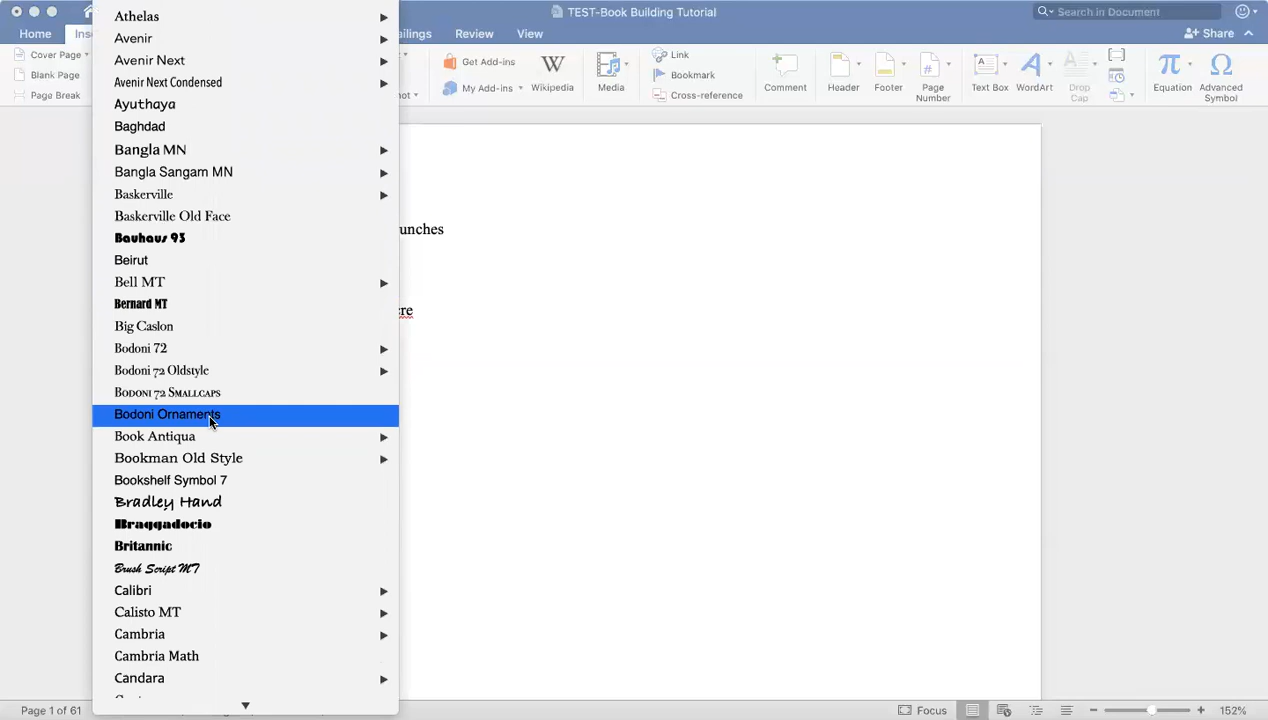 TEST-Book Building Tutorial
Search in Document
Home
Ins
ailings
Review
View
Share
Cover Page
Blank Page
Page Break
Get Add-ins
My Add-ins
Wikipedia
Media
Link
Bookmark
Cross-reference
Comment
Header
Footer
Page
Number
Text Box
WordArt
Drop
Cap
Equation
Advanced
Symbol
Athelas
Avenir
Avenir Next
Avenir Next Condensed
Ayuthaya
Baghdad
Bangla MN
Bangla Sangam MN
Baskerville
Baskerville Old Face
Bauhaus 93
Beirut
Bell MT
Bernard MT
Big Caslon
Bodoni 72
Bodoni 72 Oldstyle
Bodoni 72 Smallcaps
Bodoni Ornaments
Book Antiqua
Bookman Old Style
Bookshelf Symbol 7
Bradley Hand
Braggadocio
Britannic
Brush Script MT
Calibri
Calisto MT
Cambria
Cambria Math
Candara
unches
re
Page 1 of 61
Focus
152%